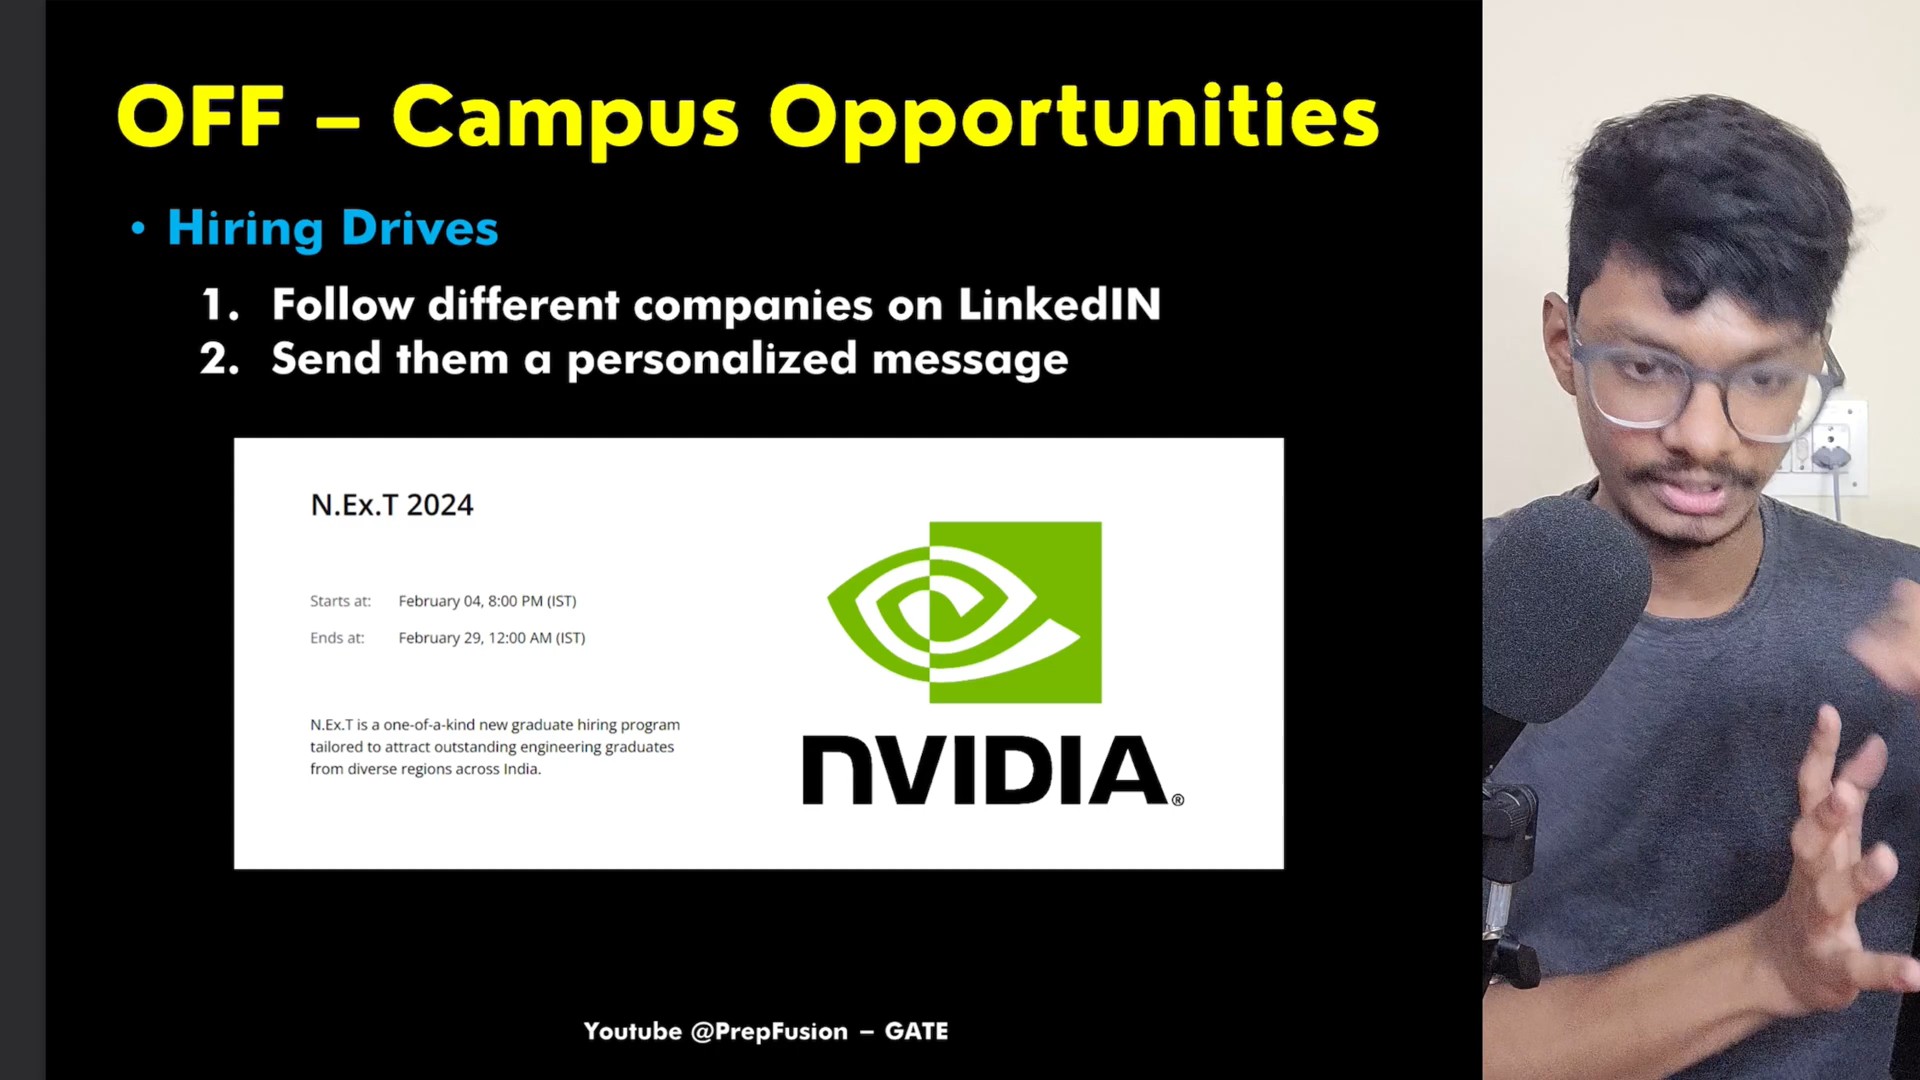 OFF – Campus Opportunities
• Hiring Drives
1. Follow different companies on LinkedIN
2. Send them a personalized message
N.Ex.T 2024
Starts at: February 04, 8:00 PM (IST)
Ends at: February 29, 12:00 AM (IST)
N.Ex.T is a one-of-a-kind new graduate hiring program
tailored to attract outstanding engineering graduates
from diverse regions across India.
NVIDIA®
Youtube @PrepFusion – GATE